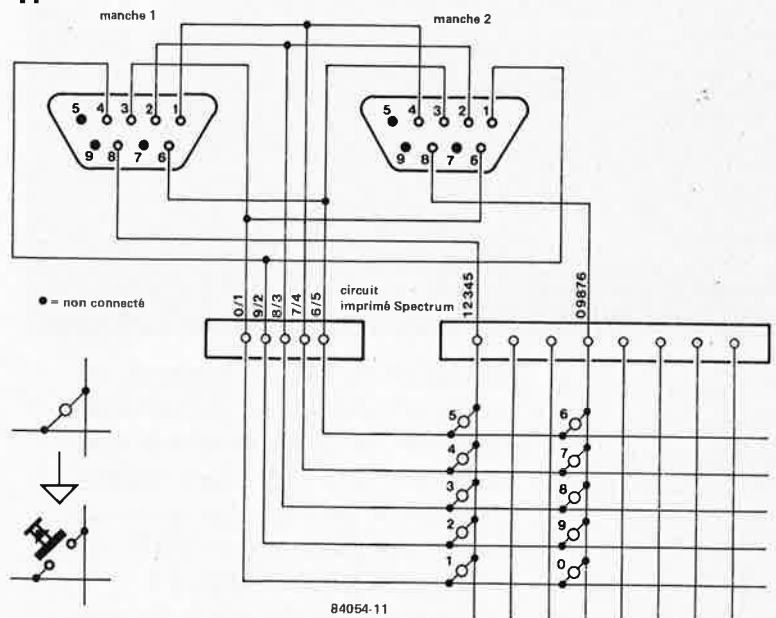 manche 1
manche 2
5 4 3 2 1
9 8 7 6
5 4 3 2 1
9 8 7 6
● = non connecté
0/1
9/2
8/3
7/4
6/5
circuit
imprimé Spectrum
12345
09876
5 6
4 7
3 8
2 9
1 0
84054-11